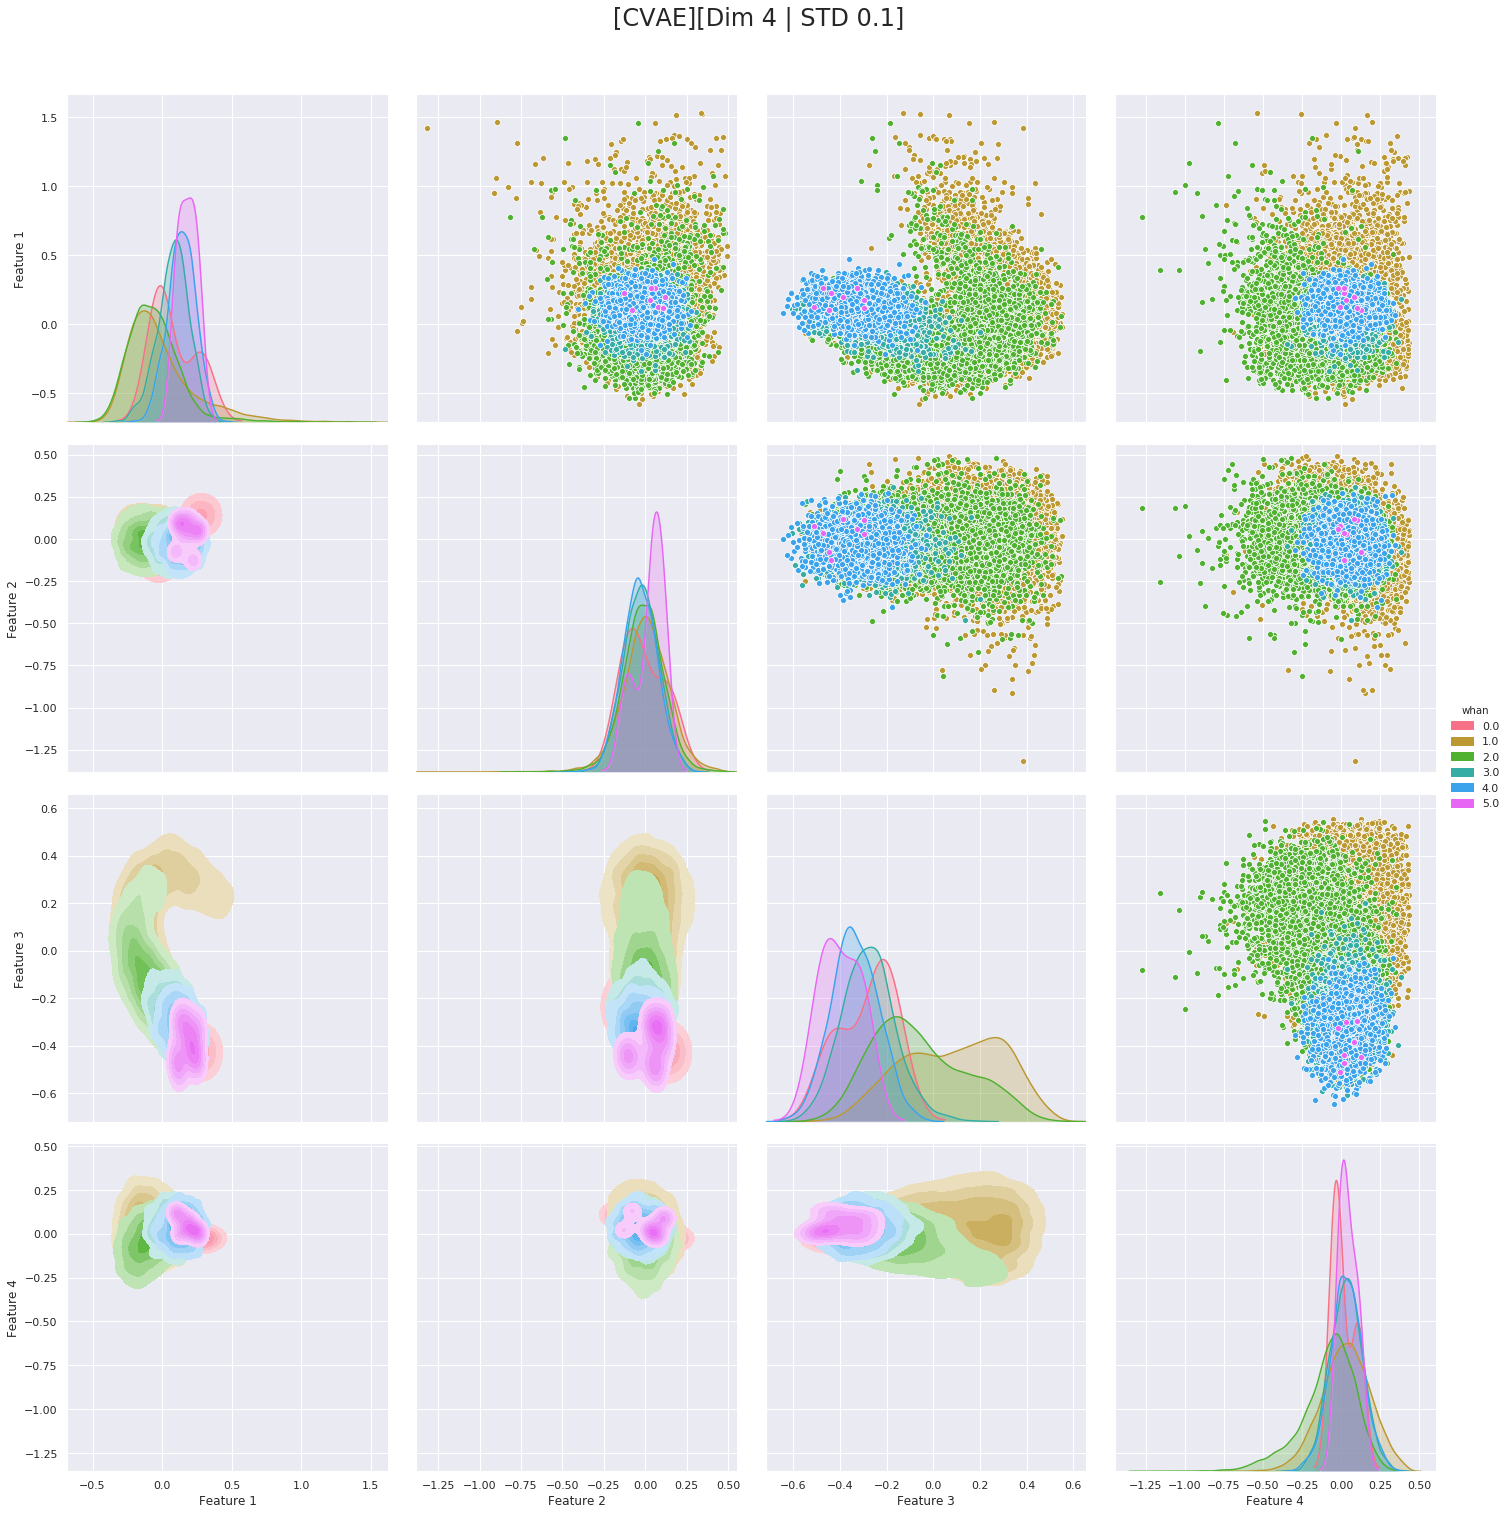 [CVAE][Dim 4 | STD 0.1]
1.5
1.0
0.5
0.0
−0.5
Feature 1
0.50
0.25
0.00
−0.25
−0.50
−0.75
−1.00
−1.25
Feature 2
whan
0.0
1.0
2.0
3.0
4.0
5.0
0.6
0.4
0.2
0.0
−0.2
−0.4
−0.6
Feature 3
0.50
0.25
0.00
−0.25
−0.50
−0.75
−1.00
−1.25
Feature 4
−0.5 0.0 0.5 1.0 1.5
Feature 1
−1.25 −1.00 −0.75 −0.50 −0.25 0.00 0.25 0.50
Feature 2
−0.6 −0.4 −0.2 0.0 0.2 0.4 0.6
Feature 3
−1.25 −1.00 −0.75 −0.50 −0.25 0.00 0.25 0.50
Feature 4